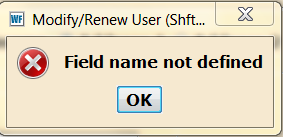 WF Modify/Renew User (Shft...
Field name not defined
OK